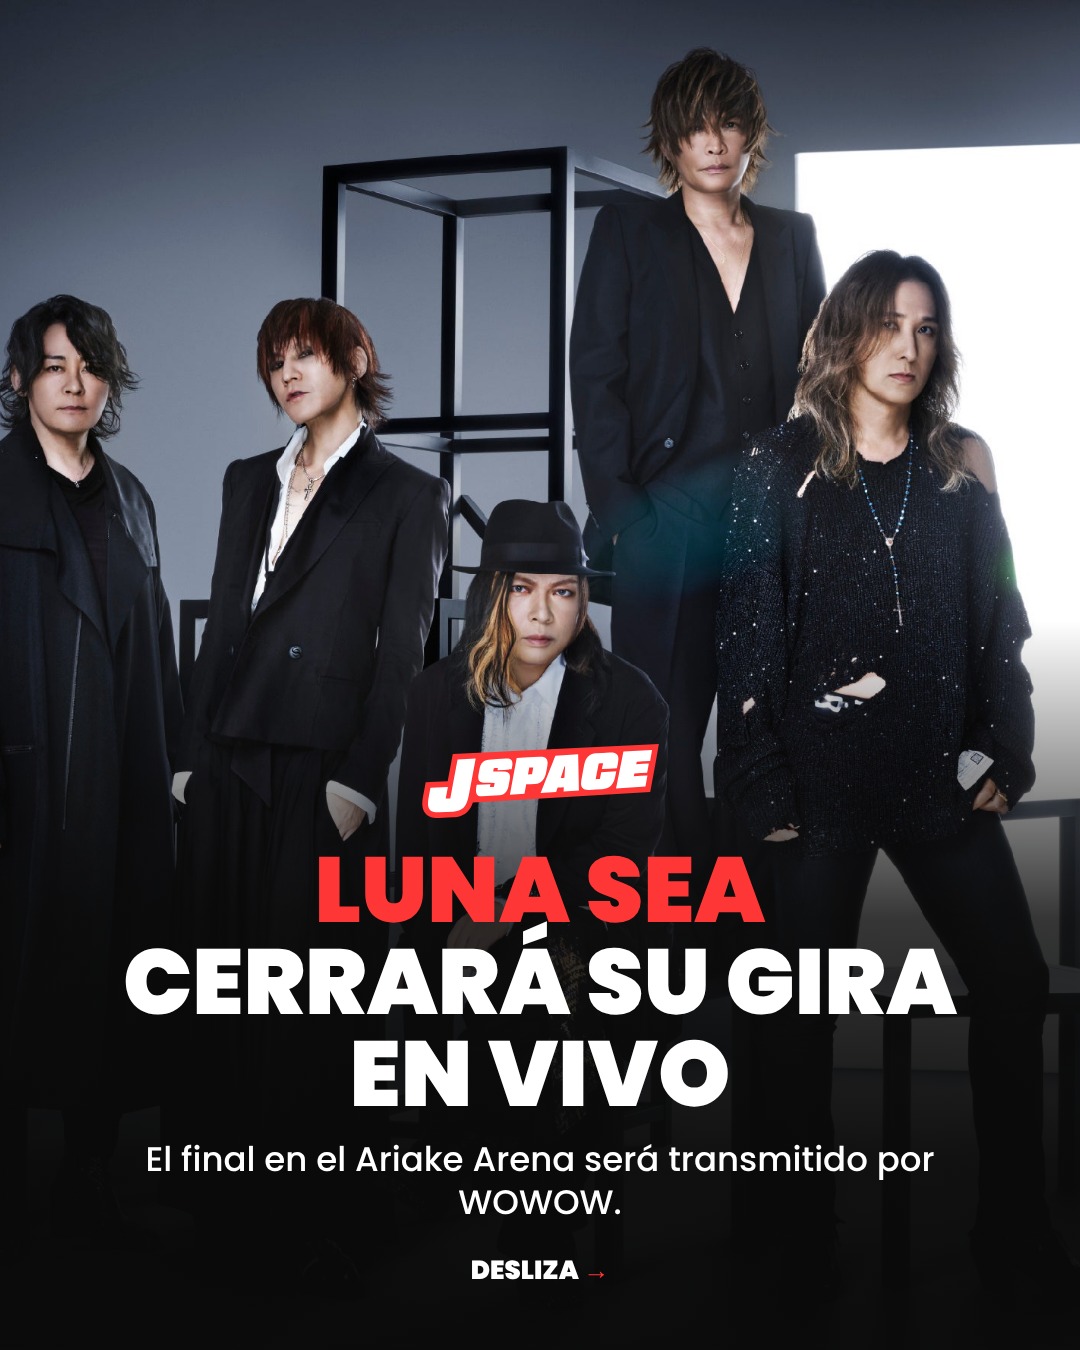 JSPACE
LUNA SEA
CERRARÁ SU GIRA
EN VIVO
El final en el Ariake Arena será transmitido por
WOWOW.
DESLIZA →